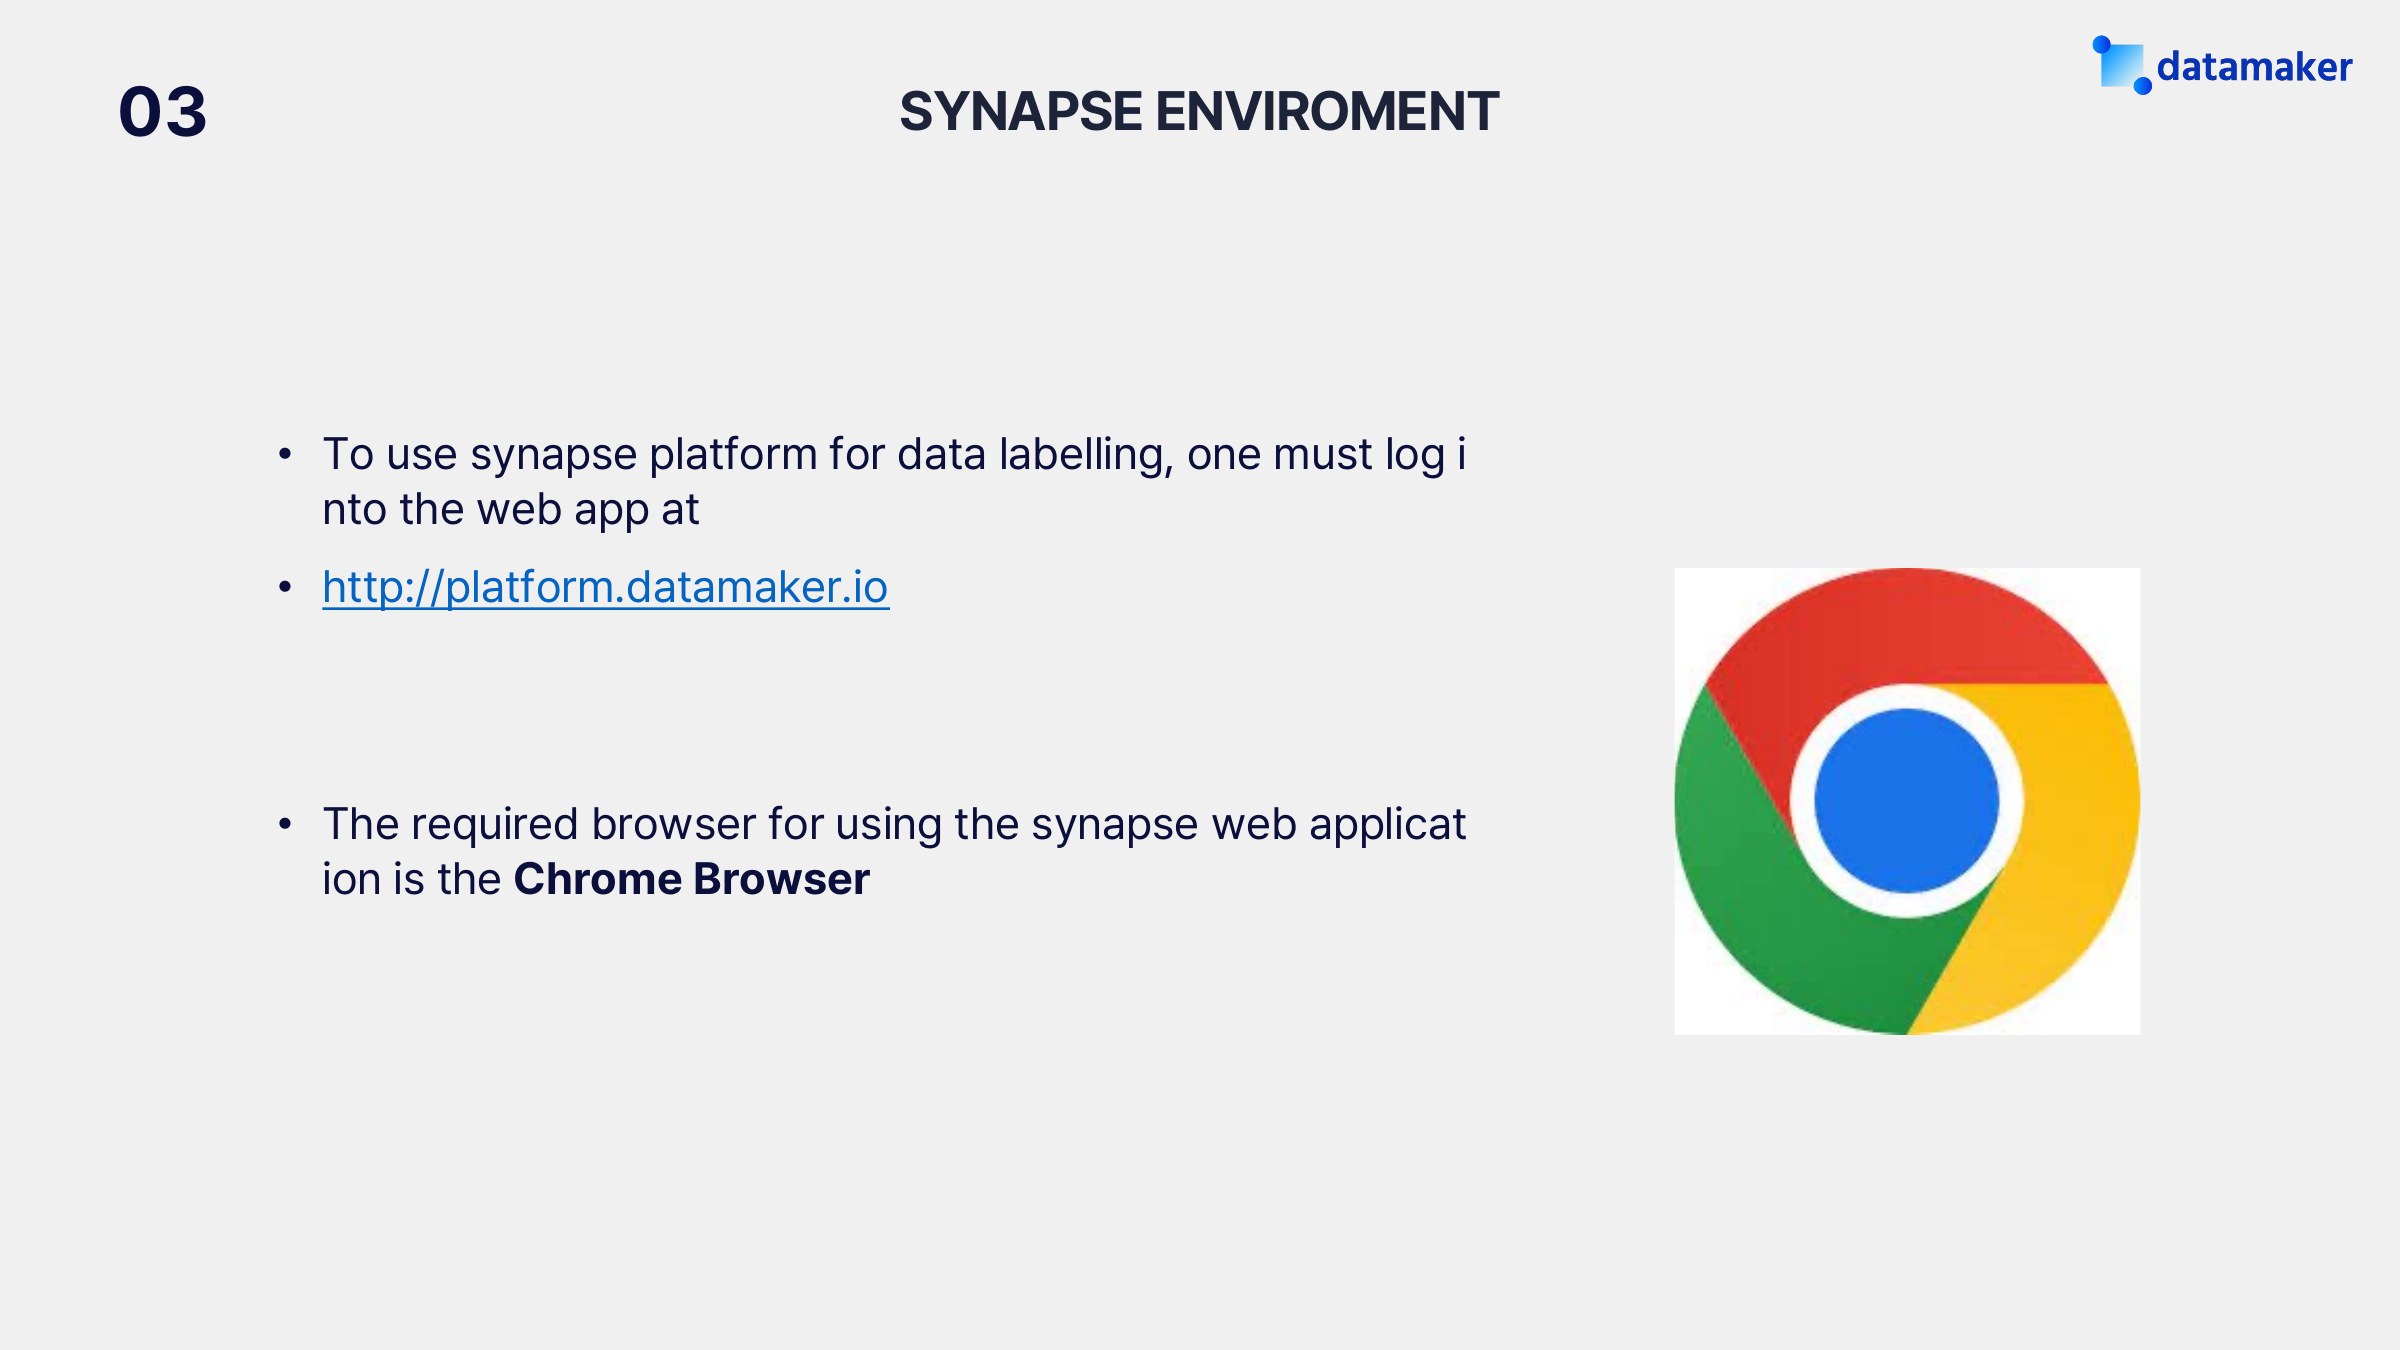 03
SYNAPSE ENVIROMENT
datamaker
• To use synapse platform for data labelling, one must log i
nto the web app at
• http://platform.datamaker.io
• The required browser for using the synapse web applicat
ion is the Chrome Browser